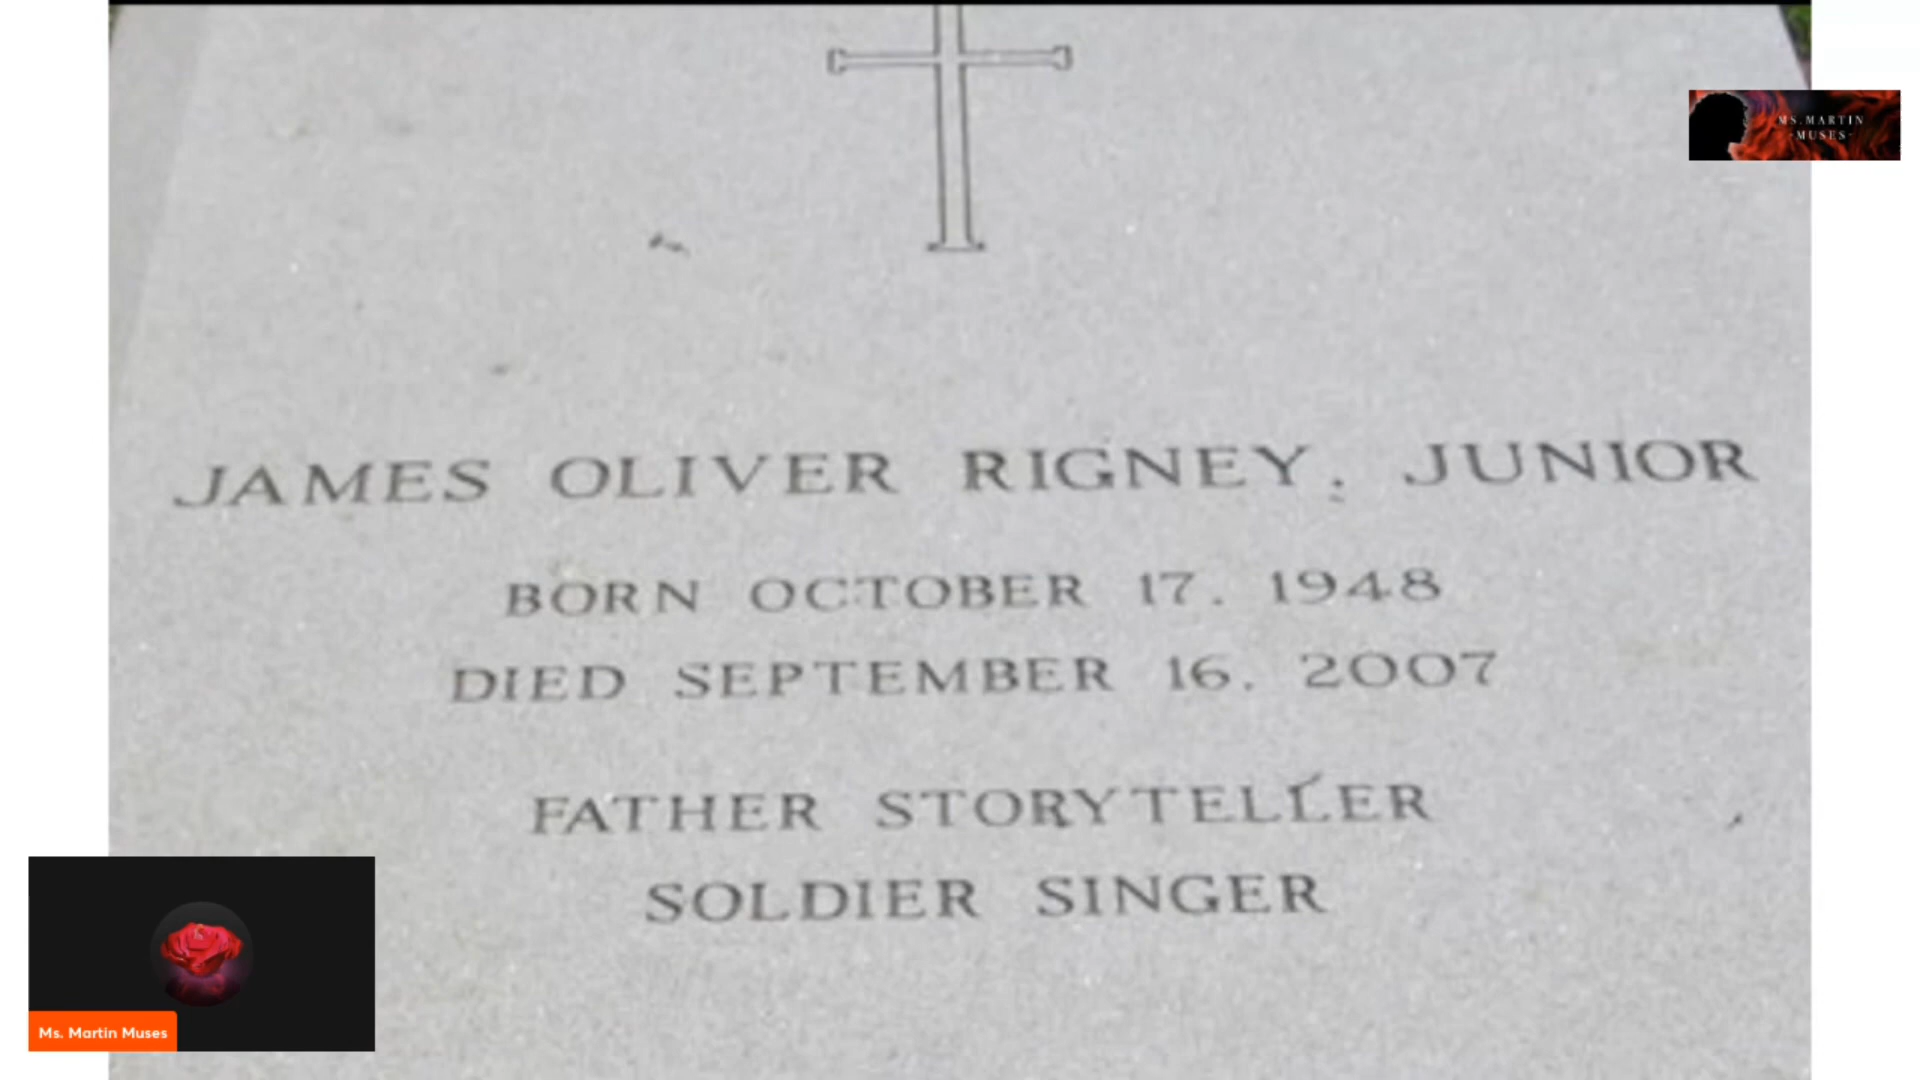 MS. MARTIN
-MUSES-
JAMES OLIVER RIGNEY, JUNIOR
BORN OCTOBER 17, 1948
DIED SEPTEMBER 16, 2007
FATHER STORYTELLER
SOLDIER SINGER
Ms. Martin Muses